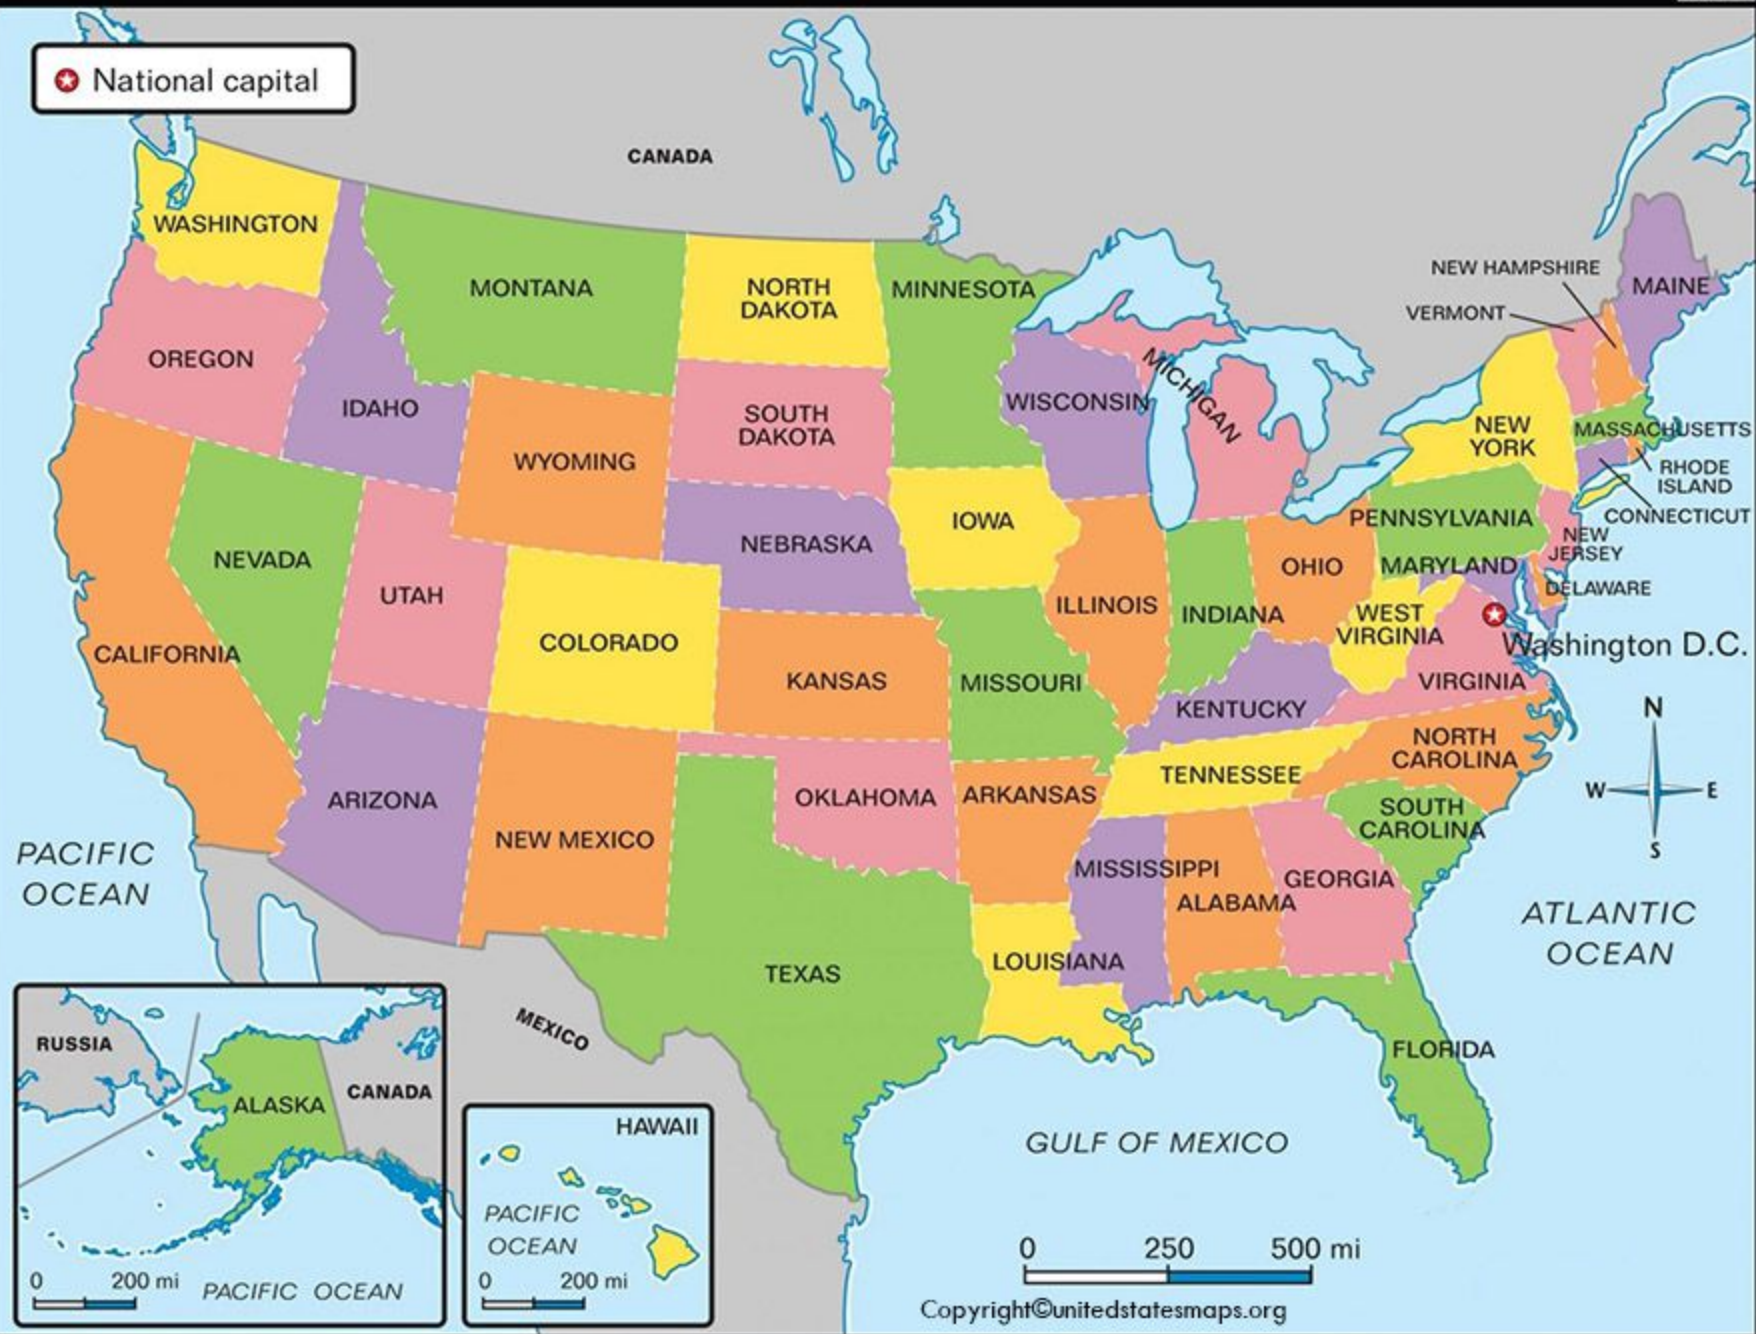 National capital
CANADA
WASHINGTON
MONTANA
NORTH
DAKOTA
MINNESOTA
NEW HAMPSHIRE
MAINE
VERMONT
OREGON
IDAHO
WYOMING
SOUTH
DAKOTA
WISCONSIN
MICHIGAN
NEW
YORK
MASSACHUSETTS
RHODE
ISLAND
CONNECTICUT
NEVADA
UTAH
NEBRASKA
IOWA
PENNSYLVANIA
NEW
JERSEY
MARYLAND
DELAWARE
OHIO
INDIANA
ILLINOIS
WEST
VIRGINIA
Washington D.C.
CALIFORNIA
COLORADO
KANSAS
MISSOURI
VIRGINIA
KENTUCKY
N
W
E
S
NORTH
CAROLINA
TENNESSEE
ARIZONA
NEW MEXICO
OKLAHOMA
ARKANSAS
SOUTH
CAROLINA
PACIFIC
OCEAN
MISSISSIPPI
ALABAMA
GEORGIA
ATLANTIC
OCEAN
TEXAS
LOUISIANA
FLORIDA
MEXICO
RUSSIA
ALASKA
CANADA
0
200 mi
PACIFIC OCEAN
HAWAII
PACIFIC
OCEAN
0
200 mi
GULF OF MEXICO
0
250
500 mi
Copyright©unitedstatesmaps.org